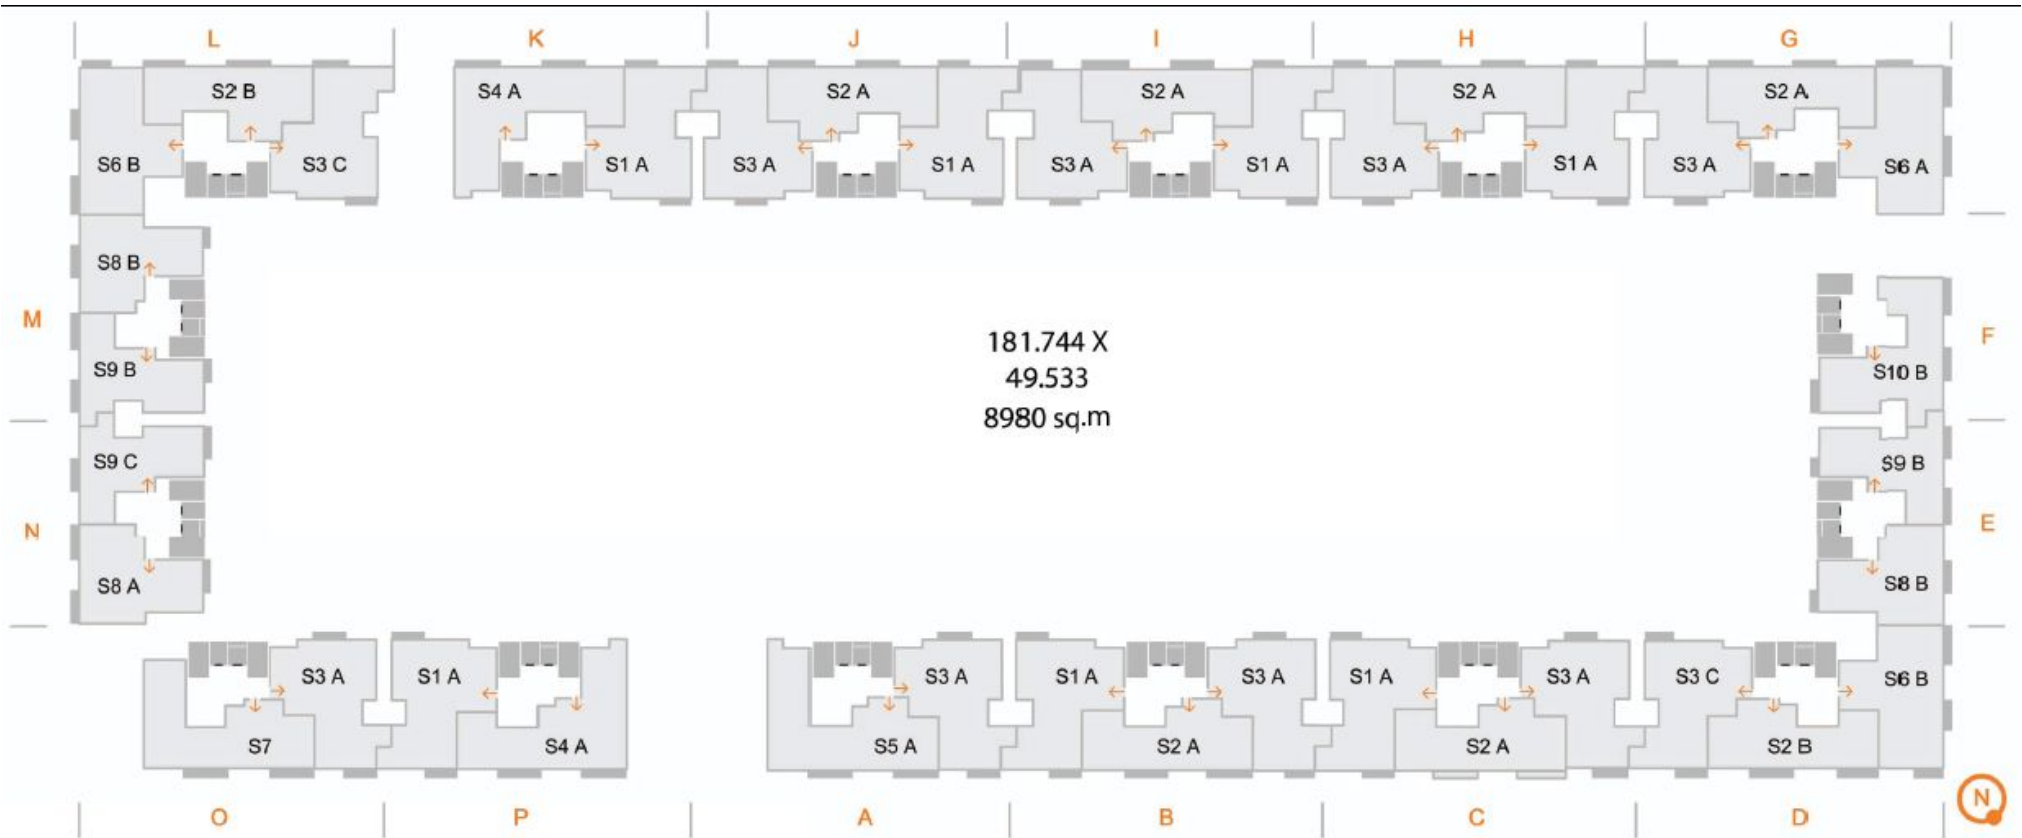 L K J I H G
S2 B S4 A S2 A S2 A S2 A S2 A
S6 B S3 C S1 A S3 A S1 A S3 A S1 A S3 A S1 A S3 A S6 A
S8 B
M 181.744 X F
49.533
S9 B S10 B
8980 sq.m
S9 C S9 B
N E
S8 A S8 B
S3 A S1 A S3 A S1 A S3 A S1 A S3 A S3 C S6 B
S7 S4 A S5 A S2 A S2 A S2 B
N
O P A B C D